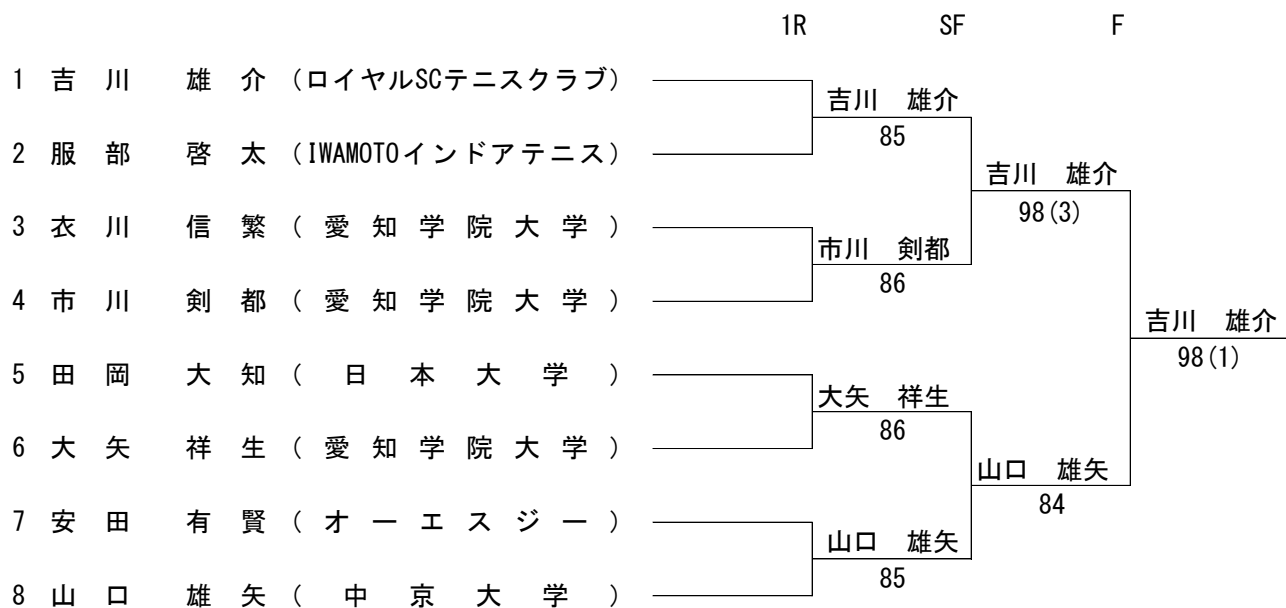 1R SF F
1 吉川 雄介 (ロイヤルSCテニスクラブ)
吉川 雄介
85
2 服部 啓太 (IWAMOTOインドアテニス)
吉川 雄介
98(3)
3 衣川 信繁 (愛知学院大学)
市川 剣都
86
4 市川 剣都 (愛知学院大学)
吉川 雄介
98(1)
5 田岡 大知 (日本大学)
大矢 祥生
86
6 大矢 祥生 (愛知学院大学)
山口 雄矢
84
7 安田 有賢 (オーエスジー)
山口 雄矢
85
8 山口 雄矢 (中京大学)